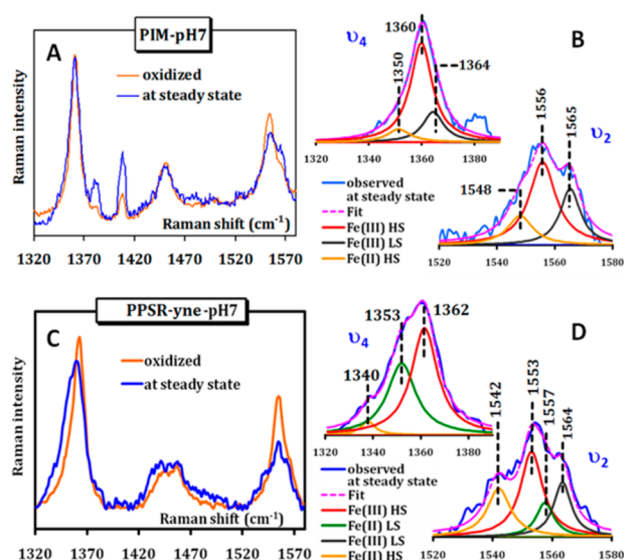 A
PIM-pH7
oxidized
at steady state
Raman intensity
Raman shift (cm⁻¹)
1320 1370 1420 1470 1520 1570
B
υ4
1360
1350
1364
1320 1340 1360 1380
υ2
1556
1565
1548
observed
at steady state
Fit
Fe(III) HS
Fe(III) LS
Fe(II) HS
1520 1540 1560 1580
PPSR-yne-pH7
C
oxidized
at steady state
Raman intensity
Raman shift (cm⁻¹)
1320 1370 1420 1470 1520 1570
D
υ4
1353
1362
1340
1320 1340 1360 1380
υ2
1542
1553
1557
1564
observed
at steady state
Fit
Fe(III) HS
Fe(II) LS
Fe(III) LS
Fe(II) HS
1520 1540 1560 1580